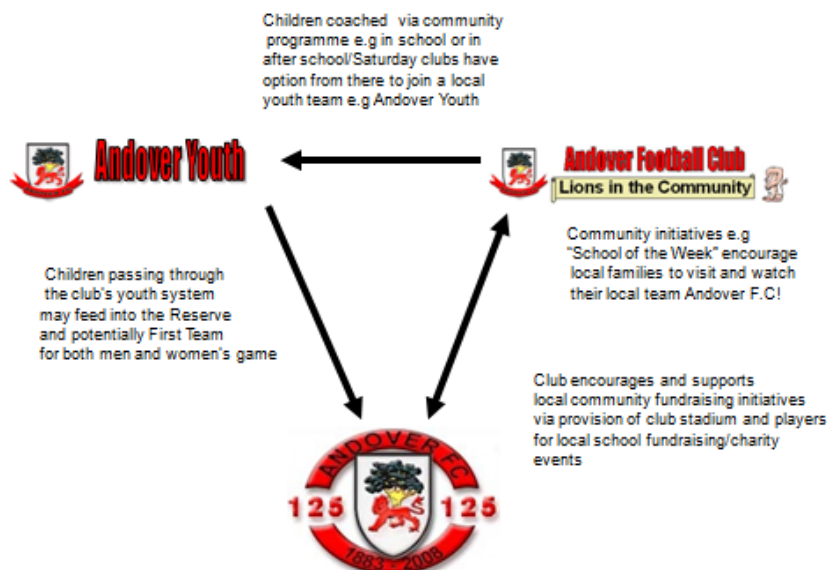 Children coached via community
programme e.g in school or in
after school/Saturday clubs have
option from there to join a local
youth team e.g Andover Youth
Andover Youth
Andover Football Club
Lions in the Community
Community initiatives e.g
"School of the Week" encourage
local families to visit and watch
their local team Andover F.C!
Children passing through
the club's youth system
may feed into the Reserve
and potentially First Team
for both men and women's game
Club encourages and supports
local community fundraising initiatives
via provision of club stadium and players
for local school fundraising/charity
events
ANDOVER FC
125 125
1883 - 2008